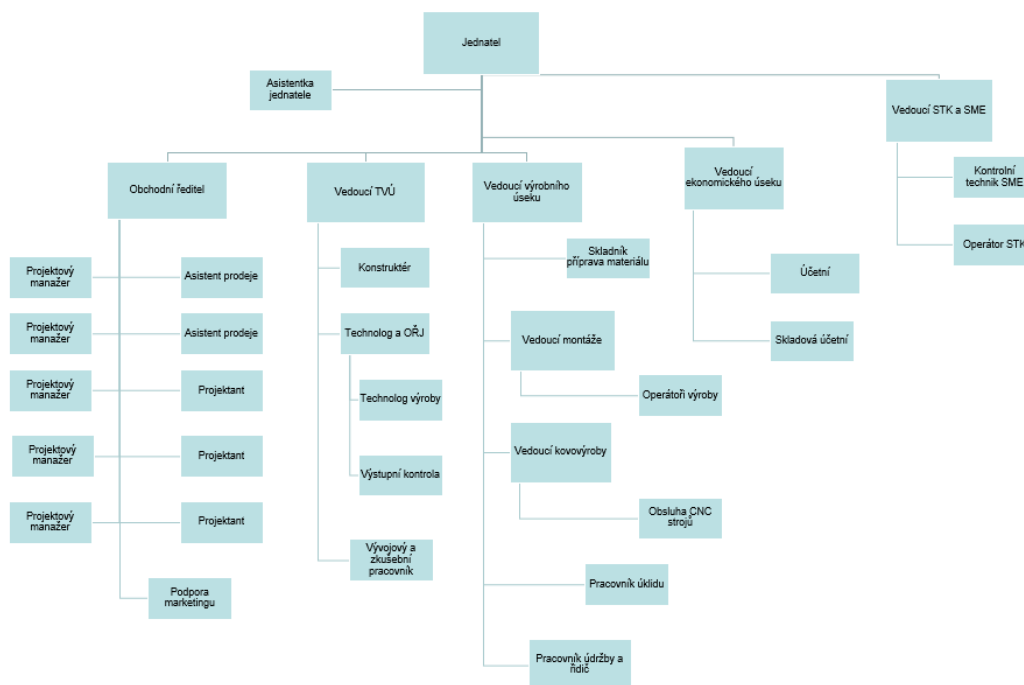 Jednatel
Asistentka
jednatele
Vedoucí STK a SME
Kontrolní
technik SME
Operátor STK
Obchodní ředitel
Vedoucí TVÚ
Vedoucí výrobního
úseku
Vedoucí
ekonomického úseku
Projektový
manažer
Asistent prodeje
Projektový
manažer
Asistent prodeje
Projektový
manažer
Projektant
Projektový
manažer
Projektant
Projektový
manažer
Projektant
Podpora
marketingu
Konstruktér
Technolog a OŘJ
Technolog výroby
Výstupní kontrola
Vývojový a
zkušební
pracovník
Skladník
příprava materiálu
Vedoucí montáže
Operátoři výroby
Vedoucí kovovýroby
Obsluha CNC
strojů
Pracovník úklidu
Pracovník údržby a
řidič
Účetní
Skladová účetní